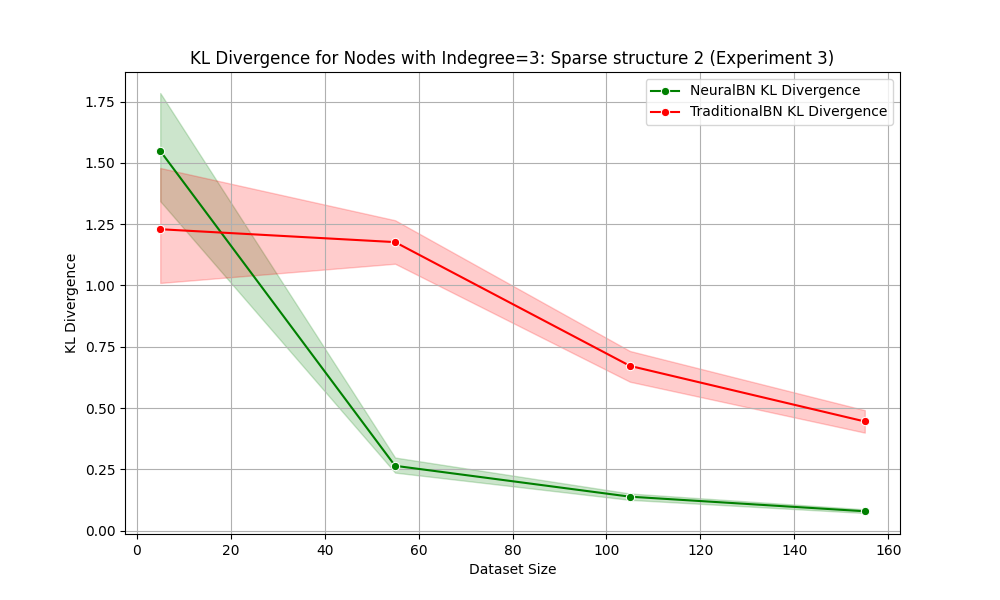 KL Divergence for Nodes with Indegree=3: Sparse structure 2 (Experiment 3)
NeuralBN KL Divergence
TraditionalBN KL Divergence
KL Divergence
1.75
1.50
1.25
1.00
0.75
0.50
0.25
0.00
0 20 40 60 80 100 120 140 160
Dataset Size